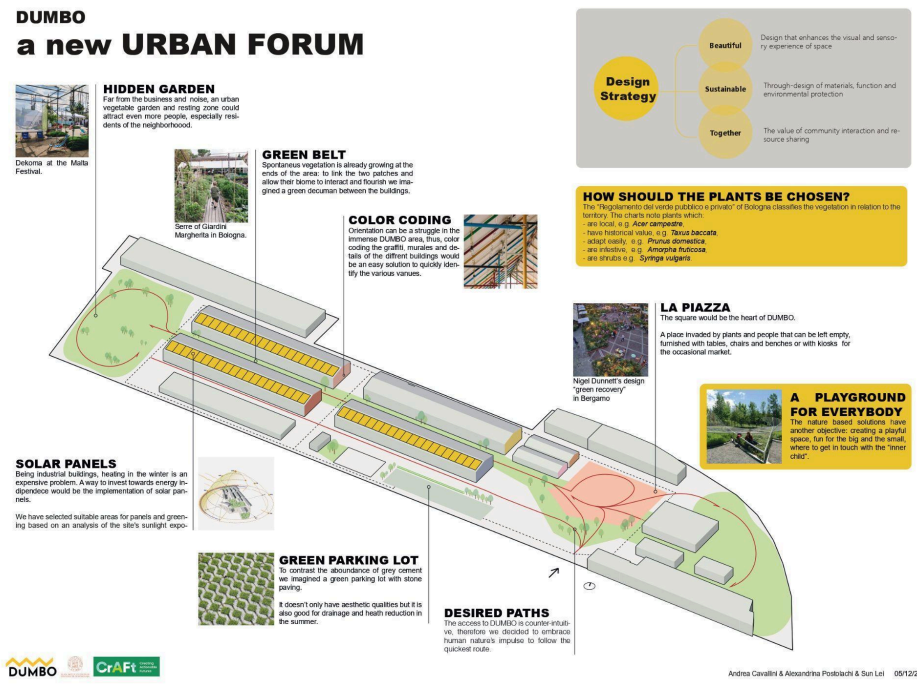 DUMBO
a new URBAN FORUM
Design
Strategy
Beautiful
Design that enhances the visual and senso-
ry experience of space
Sustainable
Through-design of materials, function and
environmental protection
Together
The value of community interaction and re-
source sharing
HIDDEN GARDEN
Far from the business and noise, an urban
vegetable garden and resting zone could
attract even more people, especially resi-
dents of the neighborhoood.
Dekoma at the Malta
Festival.
GREEN BELT
Spontaneus vegetation is already growing at the
ends of the area: to link the two patches and
allow their biome to interact and flourish we ima-
gined a green decuman between the buildings.
Serre of Giardini
Margherita in Bologna.
COLOR CODING
Orientation can be a struggle in the
immense DUMBO area, thus, color
coding the graffiti, murales and de-
tails of the diffrent buildings would
be an easy solution to quickly iden-
tify the various vanues.
HOW SHOULD THE PLANTS BE CHOSEN?
The "Regolamento del verde pubblico e privato" of Bologna classifies the vegetation in relation to the
territory. The charts note plants which:
- are local, e.g. Acer campestre,
- have historical value, e.g. Taxus baccata,
- adapt easily, e.g. Prunus domestica,
- are infestive, e.g. Amorpha fruticosa,
- are shrubs e.g. Syringa vulgaris.
LA PIAZZA
The square would be the heart of DUMBO.
A place invaded by plants and people that can be left empty,
furnished with tables, chairs and benches or with kiosks for
the occasional market.
Nigel Dunnett's design
"green recovery"
in Bergamo
A PLAYGROUND
FOR EVERYBODY
The nature based solutions have
another objective: creating a playful
space, fun for the big and the small,
where to get in touch with the "inner
child".
SOLAR PANELS
Being industrial buildings, heating in the winter is an
expensive problem. A way to invest towards energy in-
dipendece would be the implementation of solar pan-
nels.
We have selected suitable areas for panels and green-
ing based on an analysis of the site's sunlight expo-
GREEN PARKING LOT
To contrast the aboundance of grey cement
we imagined a green parking lot with stone
paving.
It doesn't only have aesthetic qualities but it is
also good for drainage and heath reduction in
the summer.
DESIRED PATHS
The access to DUMBO is counter-intuiti-
ve, therefore we decided to embrace
human nature's impulse to follow the
quickest route.
DUMBO
CrAFt
Andrea Cavallini & Alexandrina Postolachi & Sun Lei 05/12/2